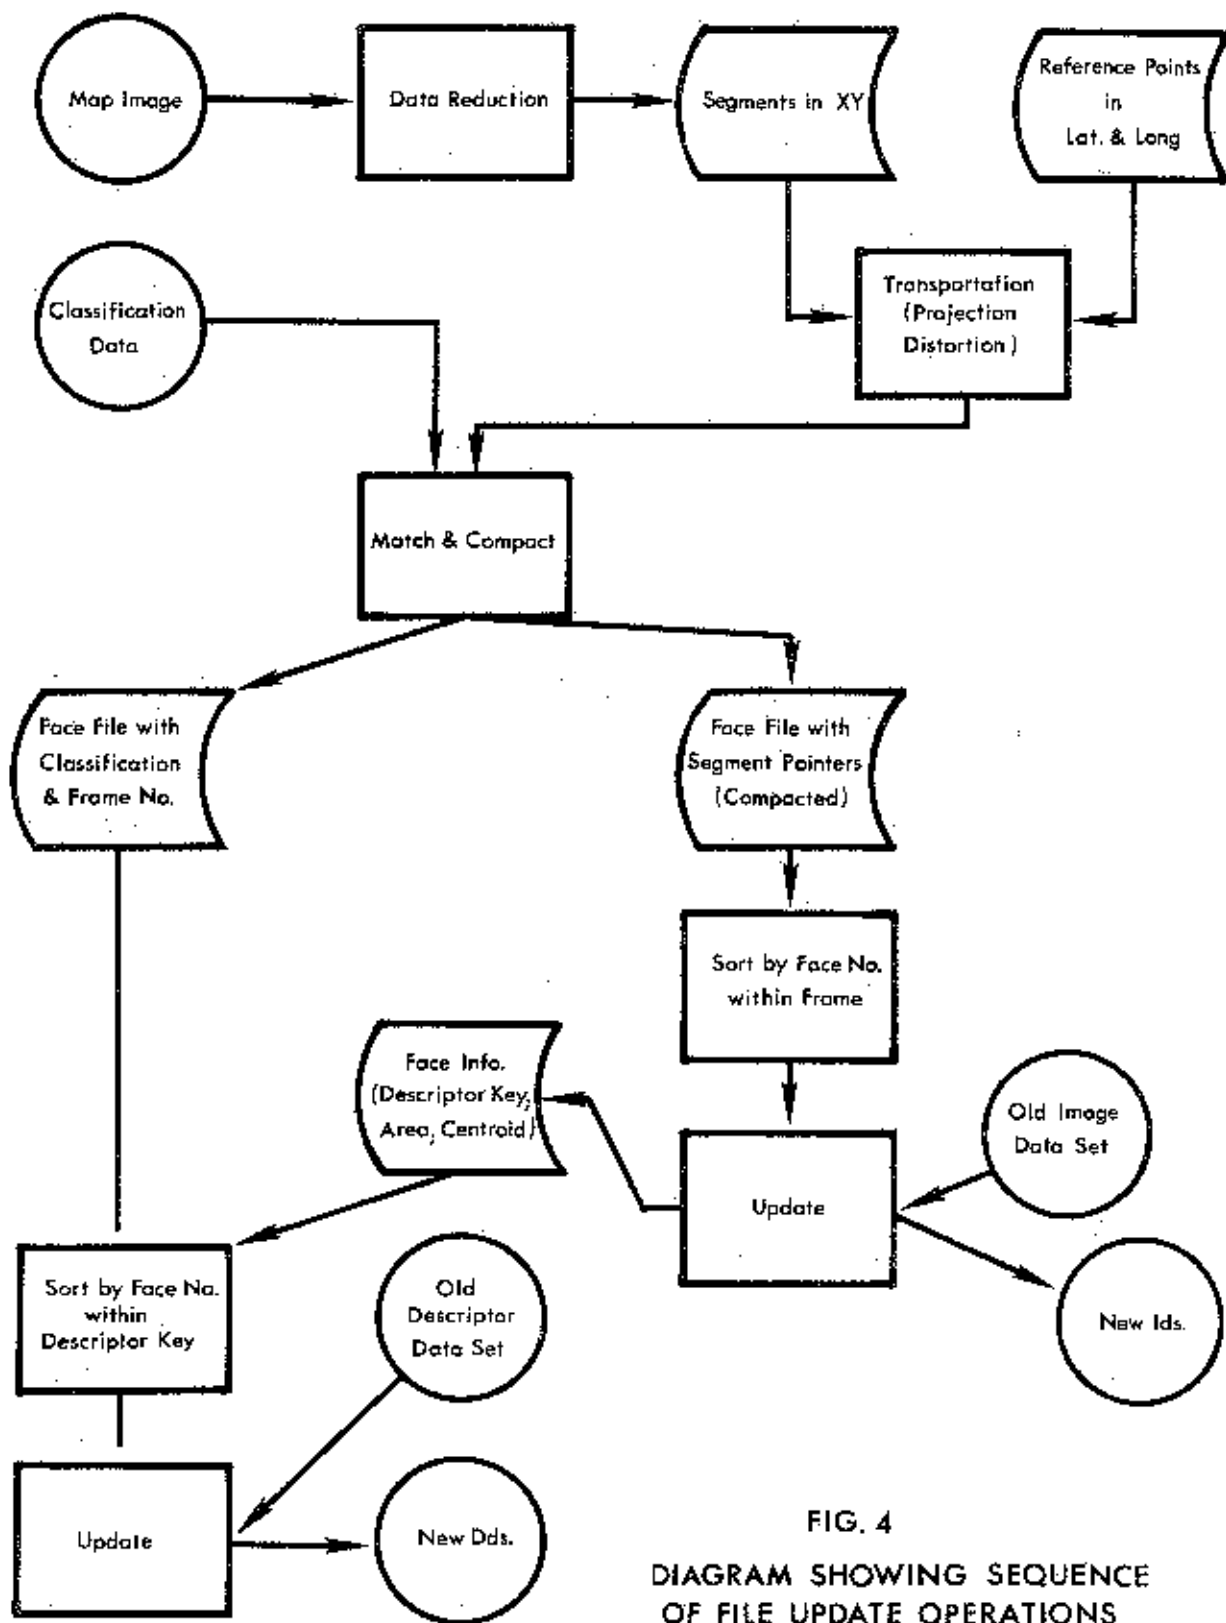 Map Image
Data Reduction
Segments in XY
Reference Points
in
Lat. & Long
Classification
Data
Transportation
(Projection
Distortion)
Match & Compact
Face File with
Classification
& Frame No.
Face File with
Segment Pointers
(Compacted)
Sort by Face No.
within Frame
Face Info.
(Descriptor Key,
Area, Centroid)
Old Image
Data Set
Update
New Ids.
Sort by Face No.
within
Descriptor Key
Old
Descriptor
Data Set
Update
New Dds.
FIG. 4
DIAGRAM SHOWING SEQUENCE
OF FILE UPDATE OPERATIONS